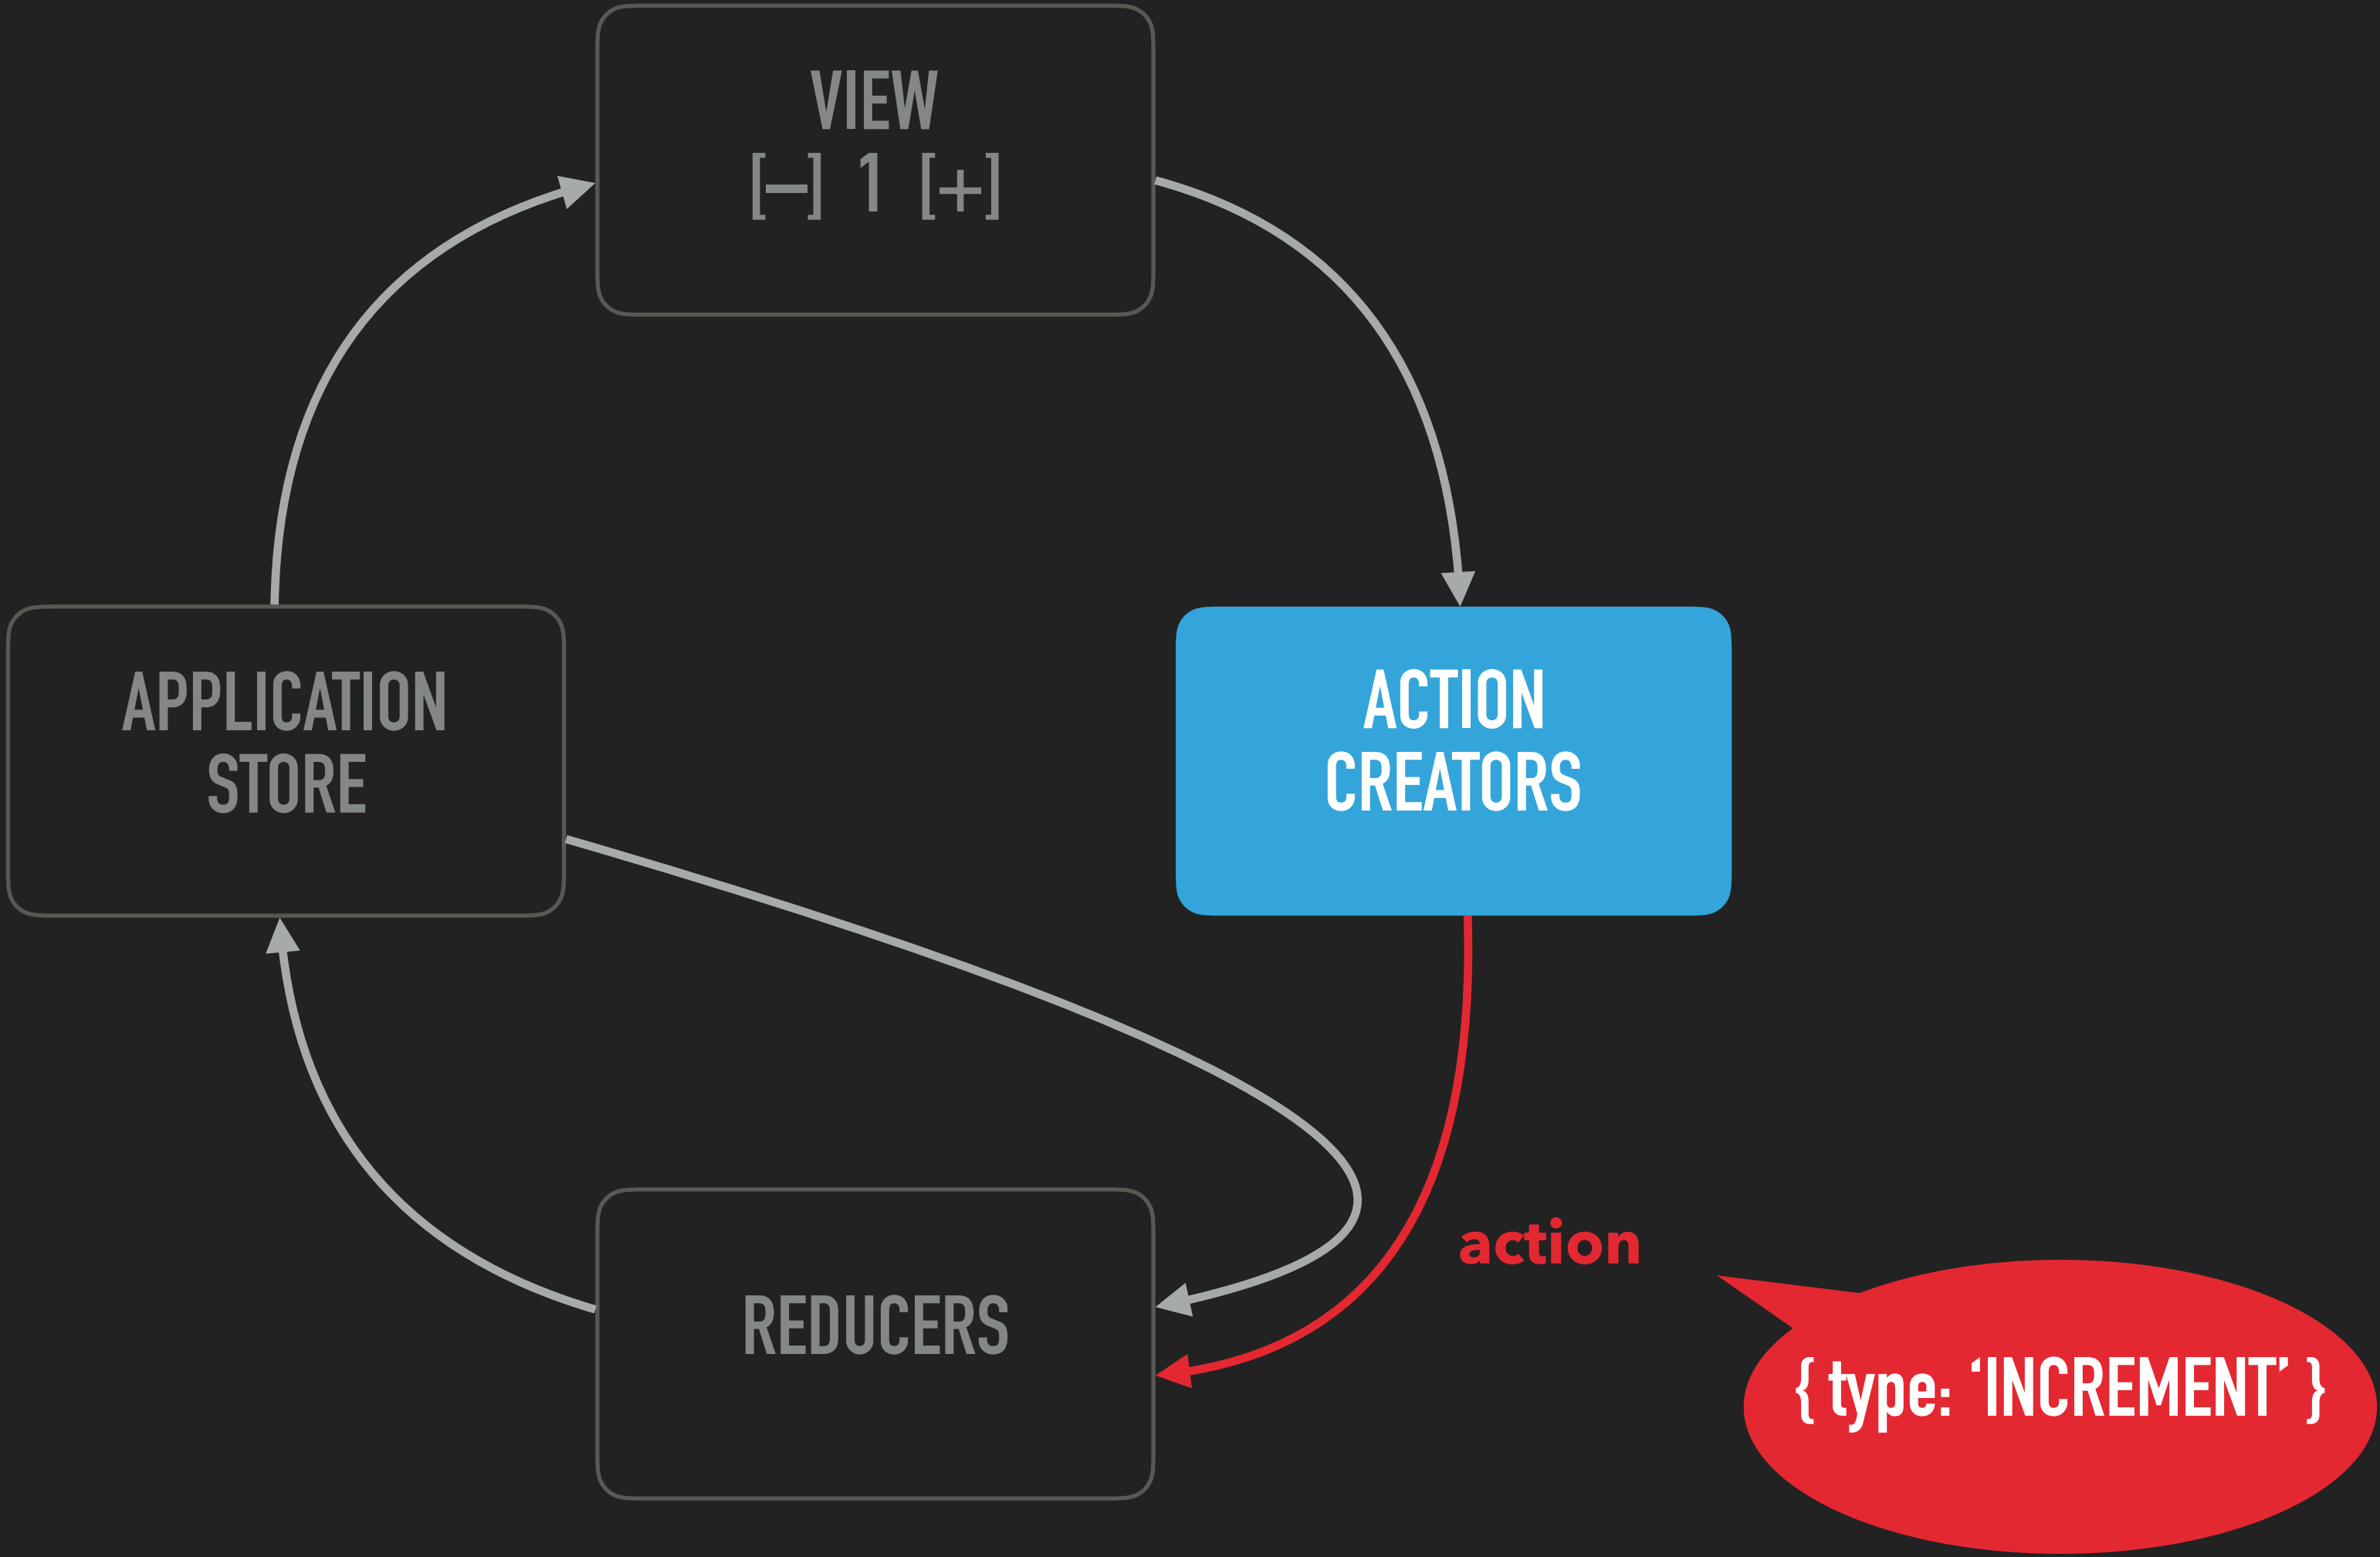 VIEW
[–] 1 [+]
APPLICATION
STORE
ACTION
CREATORS
action
REDUCERS
{type: ‘INCREMENT’ }